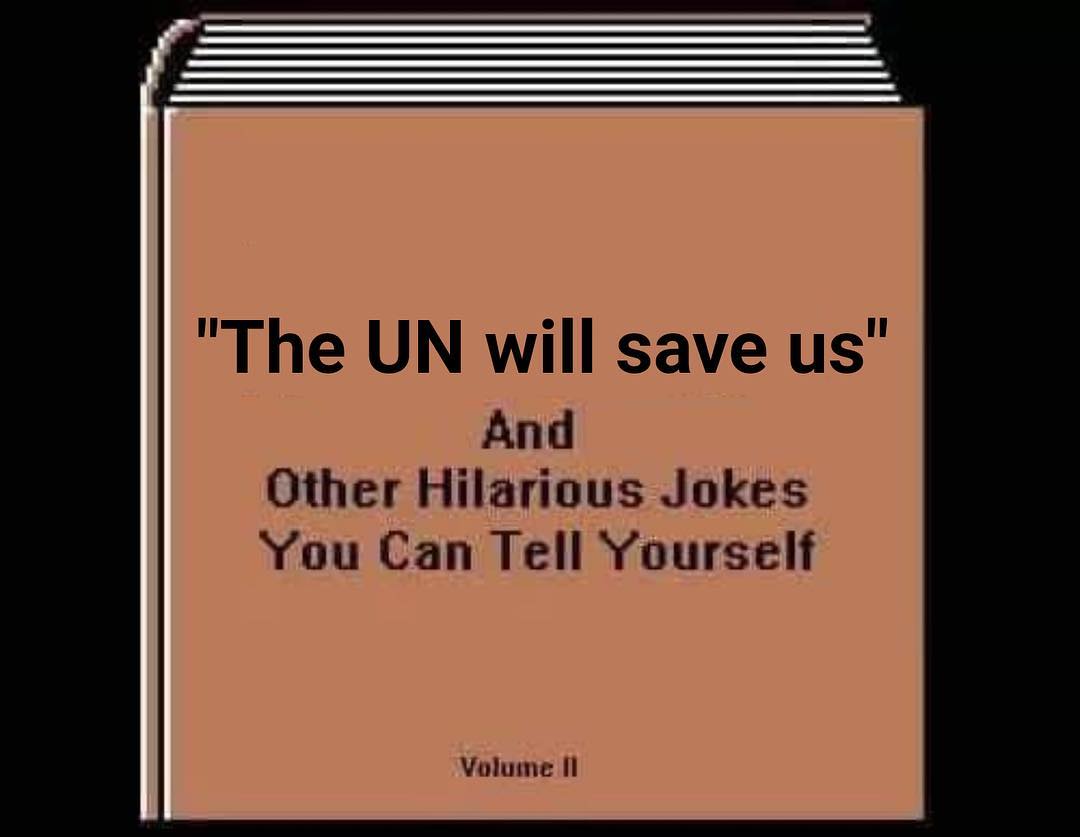 "The UN will save us"
And
Other Hilarious Jokes
You Can Tell Yourself
Volume II